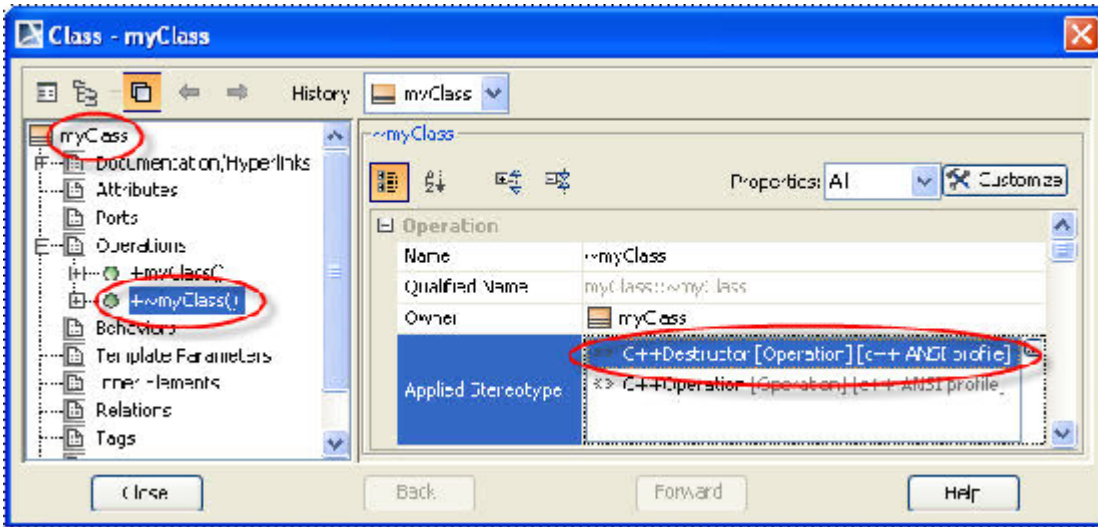 Class - myClass
History
myClass
myClass
Documentation/Hyperlinks
Attributes
Ports
Operations
+myClass()
+~myClass()
Behaviors
Template Parameters
Inner Elements
Relations
Tags
~myClass
Properties: All
Customize
Operation
Name
~myClass
Qualified Name
myClass::~myClass
Owner
myClass
Applied Stereotype
C++Destructor [Operation] [c++ ANSI profile]
C++Operation [Operation] [c++ ANSI profile]
Close
Back
Forward
Help